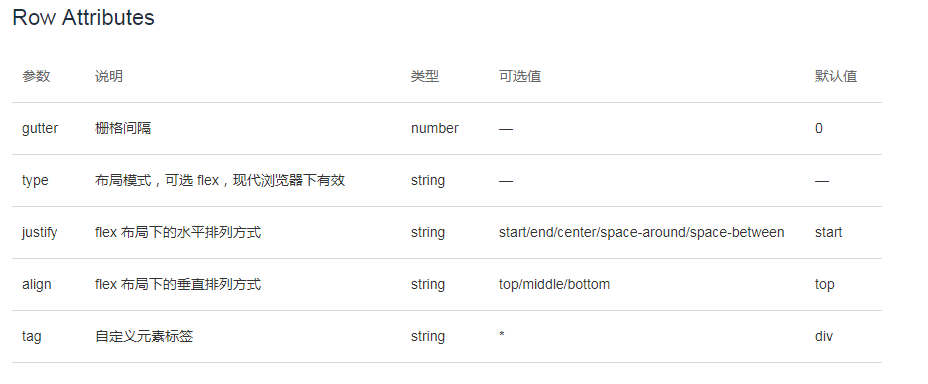 Row Attributes
参数 说明 类型 可选值 默认值
gutter 栅格间隔 number — 0
type 布局模式，可选 flex，现代浏览器下有效 string — —
justify flex 布局下的水平排列方式 string start/end/center/space-around/space-between start
align flex 布局下的垂直排列方式 string top/middle/bottom top
tag 自定义元素标签 string * div